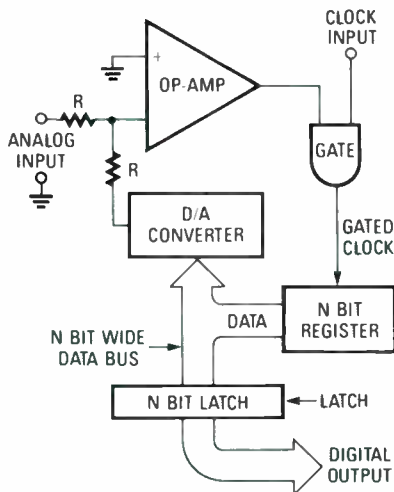 CLOCK
INPUT
+
OP-AMP
R
ANALOG
INPUT
R
GATE
D/A
CONVERTER
GATED
CLOCK
DATA
N BIT
REGISTER
N BIT WIDE
DATA BUS
N BIT LATCH
LATCH
DIGITAL
OUTPUT